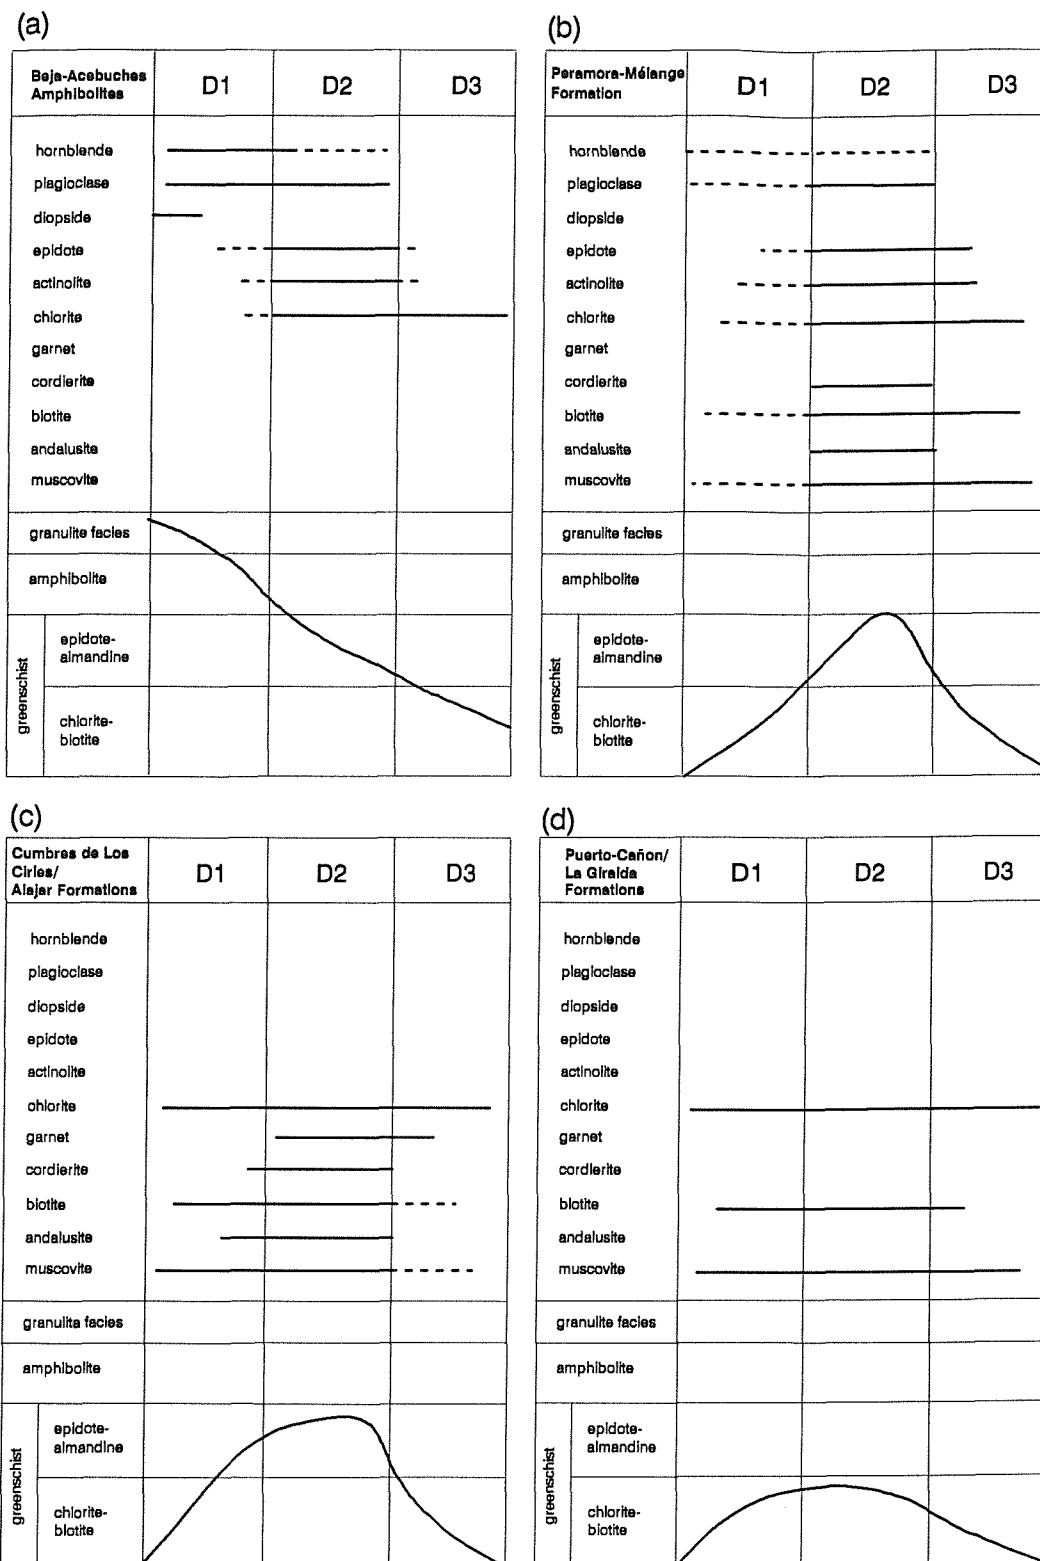 (a)
Beja-Acebuches
Amphibolites
D1
D2
D3
hornblende
plagioclase
diopside
epidote
actinolite
chlorite
garnet
cordierite
biotite
andalusite
muscovite
granulite facies
amphibolite
greenschist
epidote-
almandine
chlorite-
biotite
(b)
Peramora-Mélange
Formation
D1
D2
D3
hornblende
plagioclase
diopside
epidote
actinolite
chlorite
garnet
cordierite
biotite
andalusite
muscovite
granulite facies
amphibolite
greenschist
epidote-
almandine
chlorite-
biotite
(c)
Cumbres de Los
Ciries/
Alajar Formations
D1
D2
D3
hornblende
plagioclase
diopside
epidote
actinolite
ohlorite
garnet
cordierite
biotite
andalusite
muscovite
granulita facies
amphibolite
greenschist
epidote-
almandine
chlorite-
biotite
(d)
Puerto-Cañon/
La Giralda
Formations
D1
D2
D3
hornblende
plagioclase
diopside
epidote
actinolite
chlorite
garnet
cordierite
biotite
andalusite
muscovite
granulite facies
amphibolite
greenschist
epidote-
almandine
chlorite-
biotite